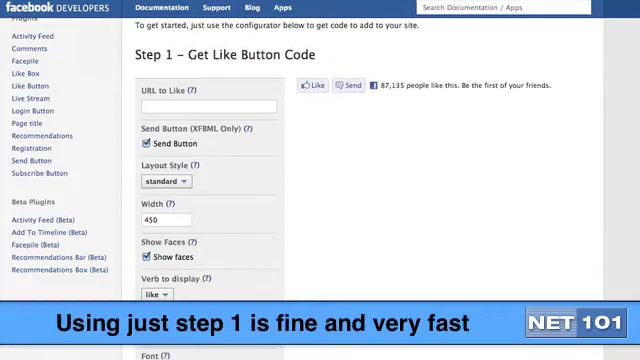 facebook DEVELOPERS
Documentation Support Blog Apps
Search Documentation / Apps
Plugins
Activity Feed
Comments
Facepile
Like Box
Like Button
Live Stream
Login Button
Page title
Recommendations
Registration
Send Button
Subscribe Button
Beta Plugins
Activity Feed (Beta)
Add To Timeline (Beta)
Facepile (Beta)
Recommendations Bar (Beta)
Recommendations Box (Beta)
To get started, just use the configurator below to get code to add to your site.
Step 1 - Get Like Button Code
URL to Like (?)
Send Button (XFBML Only) (?)
Send Button
Layout Style (?)
standard
Width (?)
450
Show Faces (?)
Show faces
Verb to display (?)
like
Font (?)
Like Send 87,135 people like this. Be the first of your friends.
Using just step 1 is fine and very fast
NET 101